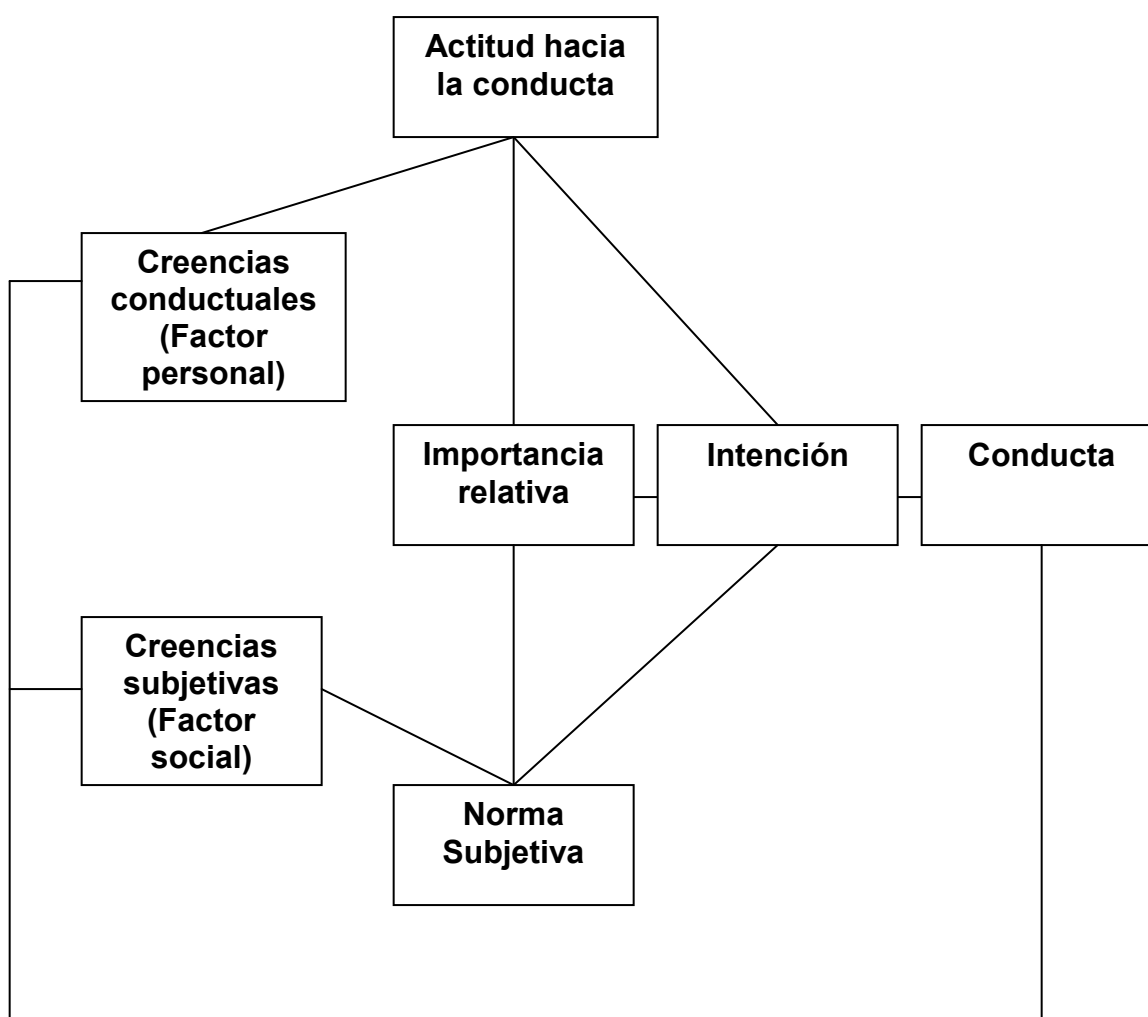 Actitud hacia
la conducta
Creencias
conductuales
(Factor
personal)
Importancia
relativa
Intención
Conducta
Creencias
subjetivas
(Factor
social)
Norma
Subjetiva